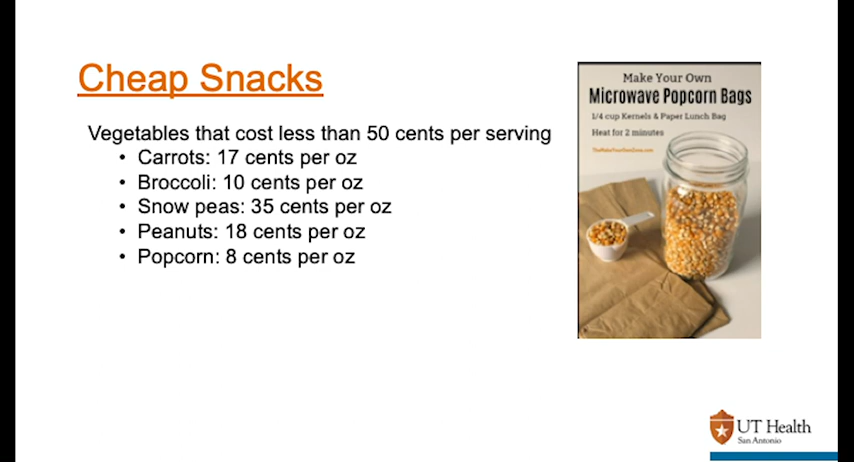 Cheap Snacks
Vegetables that cost less than 50 cents per serving
• Carrots: 17 cents per oz
• Broccoli: 10 cents per oz
• Snow peas: 35 cents per oz
• Peanuts: 18 cents per oz
• Popcorn: 8 cents per oz
Make Your Own
Microwave Popcorn Bags
1/4 cup Kernels & Paper Lunch Bag
Heat for 2 minutes
UT Health
San Antonio